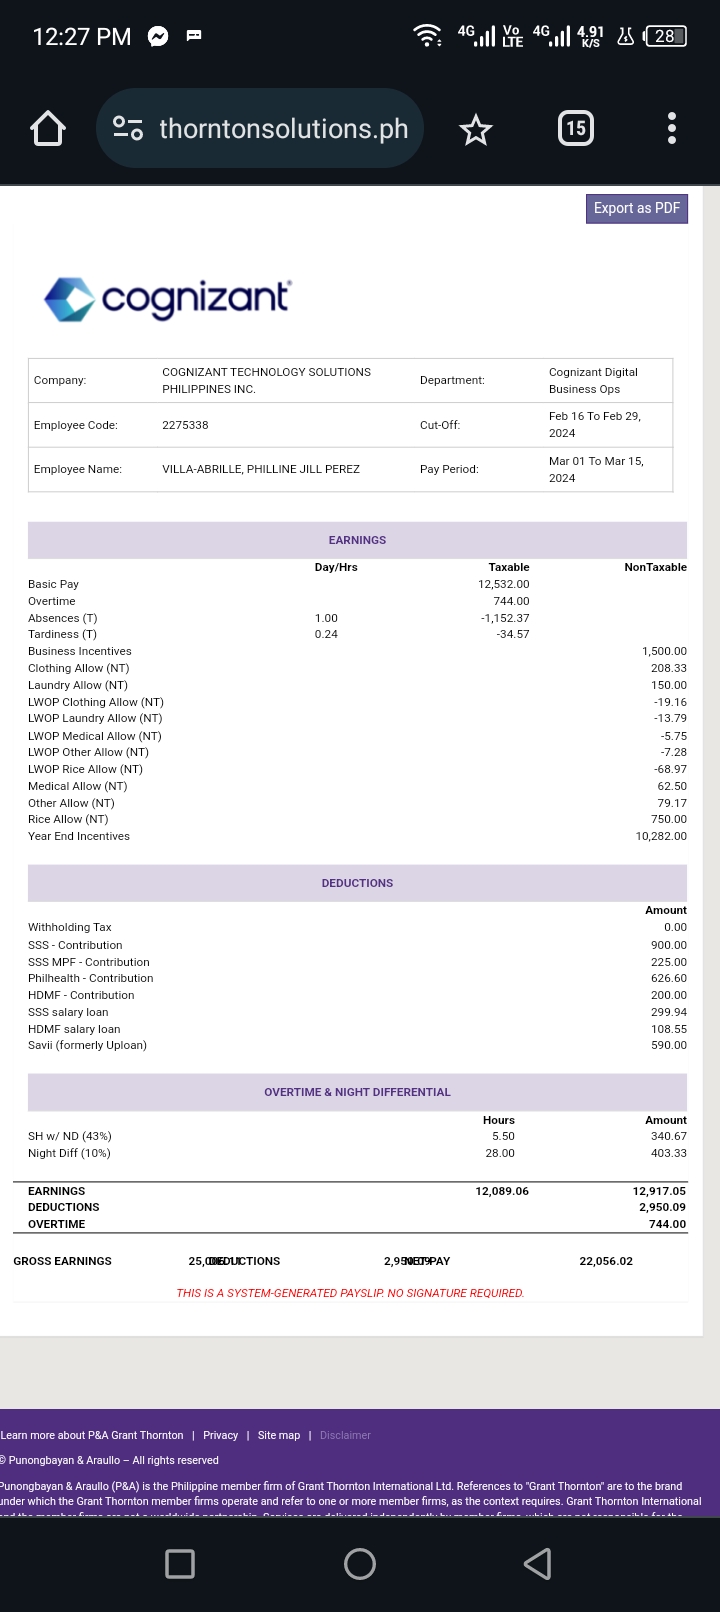 12:27 PM 4G Vo LTE 4G 4.91 K/S 28
thorntonsolutions.ph 15
Export as PDF
cognizant
Company: COGNIZANT TECHNOLOGY SOLUTIONS PHILIPPINES INC. Department: Cognizant Digital Business Ops
Employee Code: 2275338 Cut-Off: Feb 16 To Feb 29, 2024
Employee Name: VILLA-ABRILLE, PHILLINE JILL PEREZ Pay Period: Mar 01 To Mar 15, 2024
EARNINGS
Day/Hrs Taxable NonTaxable
Basic Pay 12,532.00
Overtime 744.00
Absences (T) 1.00 -1,152.37
Tardiness (T) 0.24 -34.57
Business Incentives 1,500.00
Clothing Allow (NT) 208.33
Laundry Allow (NT) 150.00
LWOP Clothing Allow (NT) -19.16
LWOP Laundry Allow (NT) -13.79
LWOP Medical Allow (NT) -5.75
LWOP Other Allow (NT) -7.28
LWOP Rice Allow (NT) -68.97
Medical Allow (NT) 62.50
Other Allow (NT) 79.17
Rice Allow (NT) 750.00
Year End Incentives 10,282.00
DEDUCTIONS
Amount
Withholding Tax 0.00
SSS - Contribution 900.00
SSS MPF - Contribution 225.00
Philhealth - Contribution 626.60
HDMF - Contribution 200.00
SSS salary loan 299.94
HDMF salary loan 108.55
Savii (formerly Uploan) 590.00
OVERTIME & NIGHT DIFFERENTIAL
Hours Amount
SH w/ ND (43%) 5.50 340.67
Night Diff (10%) 28.00 403.33
EARNINGS 12,089.06 12,917.05
DEDUCTIONS 2,950.09
OVERTIME 744.00
GROSS EARNINGS DEDUCTIONS 2,950.09 NET PAY 22,056.02
THIS IS A SYSTEM-GENERATED PAYSLIP. NO SIGNATURE REQUIRED.
Learn more about P&A Grant Thornton | Privacy | Site map | Disclaimer
© Punongbayan & Araullo – All rights reserved
Punongbayan & Araullo (P&A) is the Philippine member firm of Grant Thornton International Ltd. References to "Grant Thornton" are to the brand
under which the Grant Thornton member firms operate and refer to one or more member firms, as the context requires. Grant Thornton International